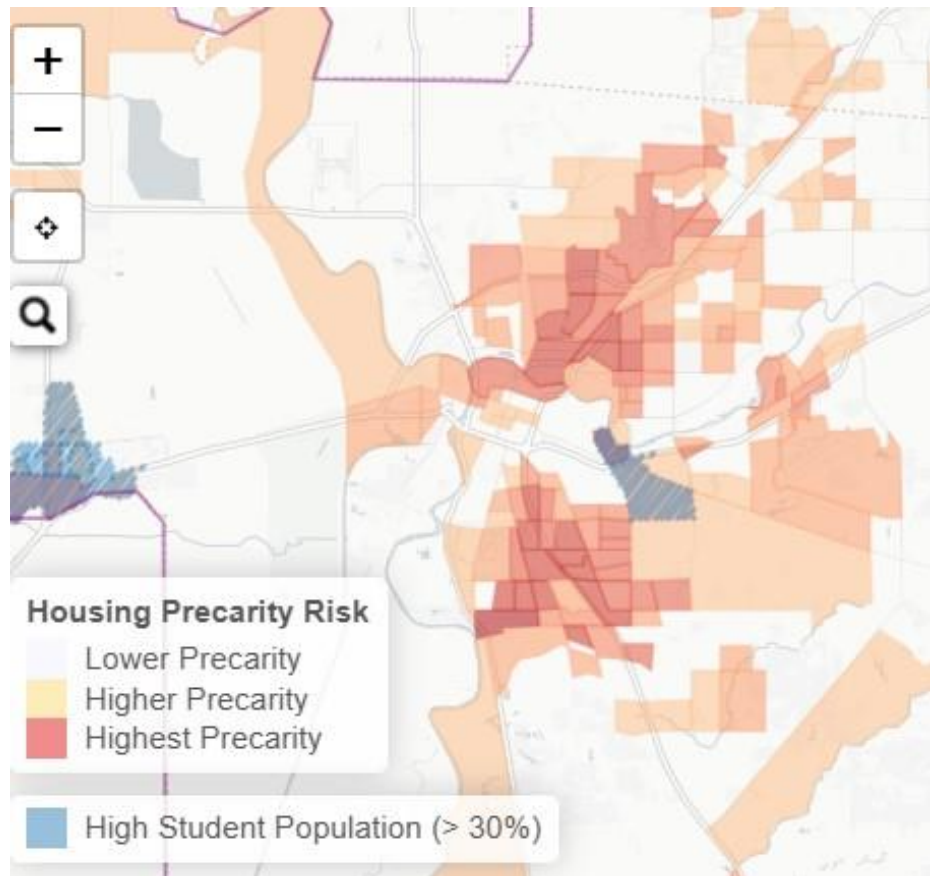 +
−
Housing Precarity Risk
Lower Precarity
Higher Precarity
Highest Precarity
High Student Population (> 30%)